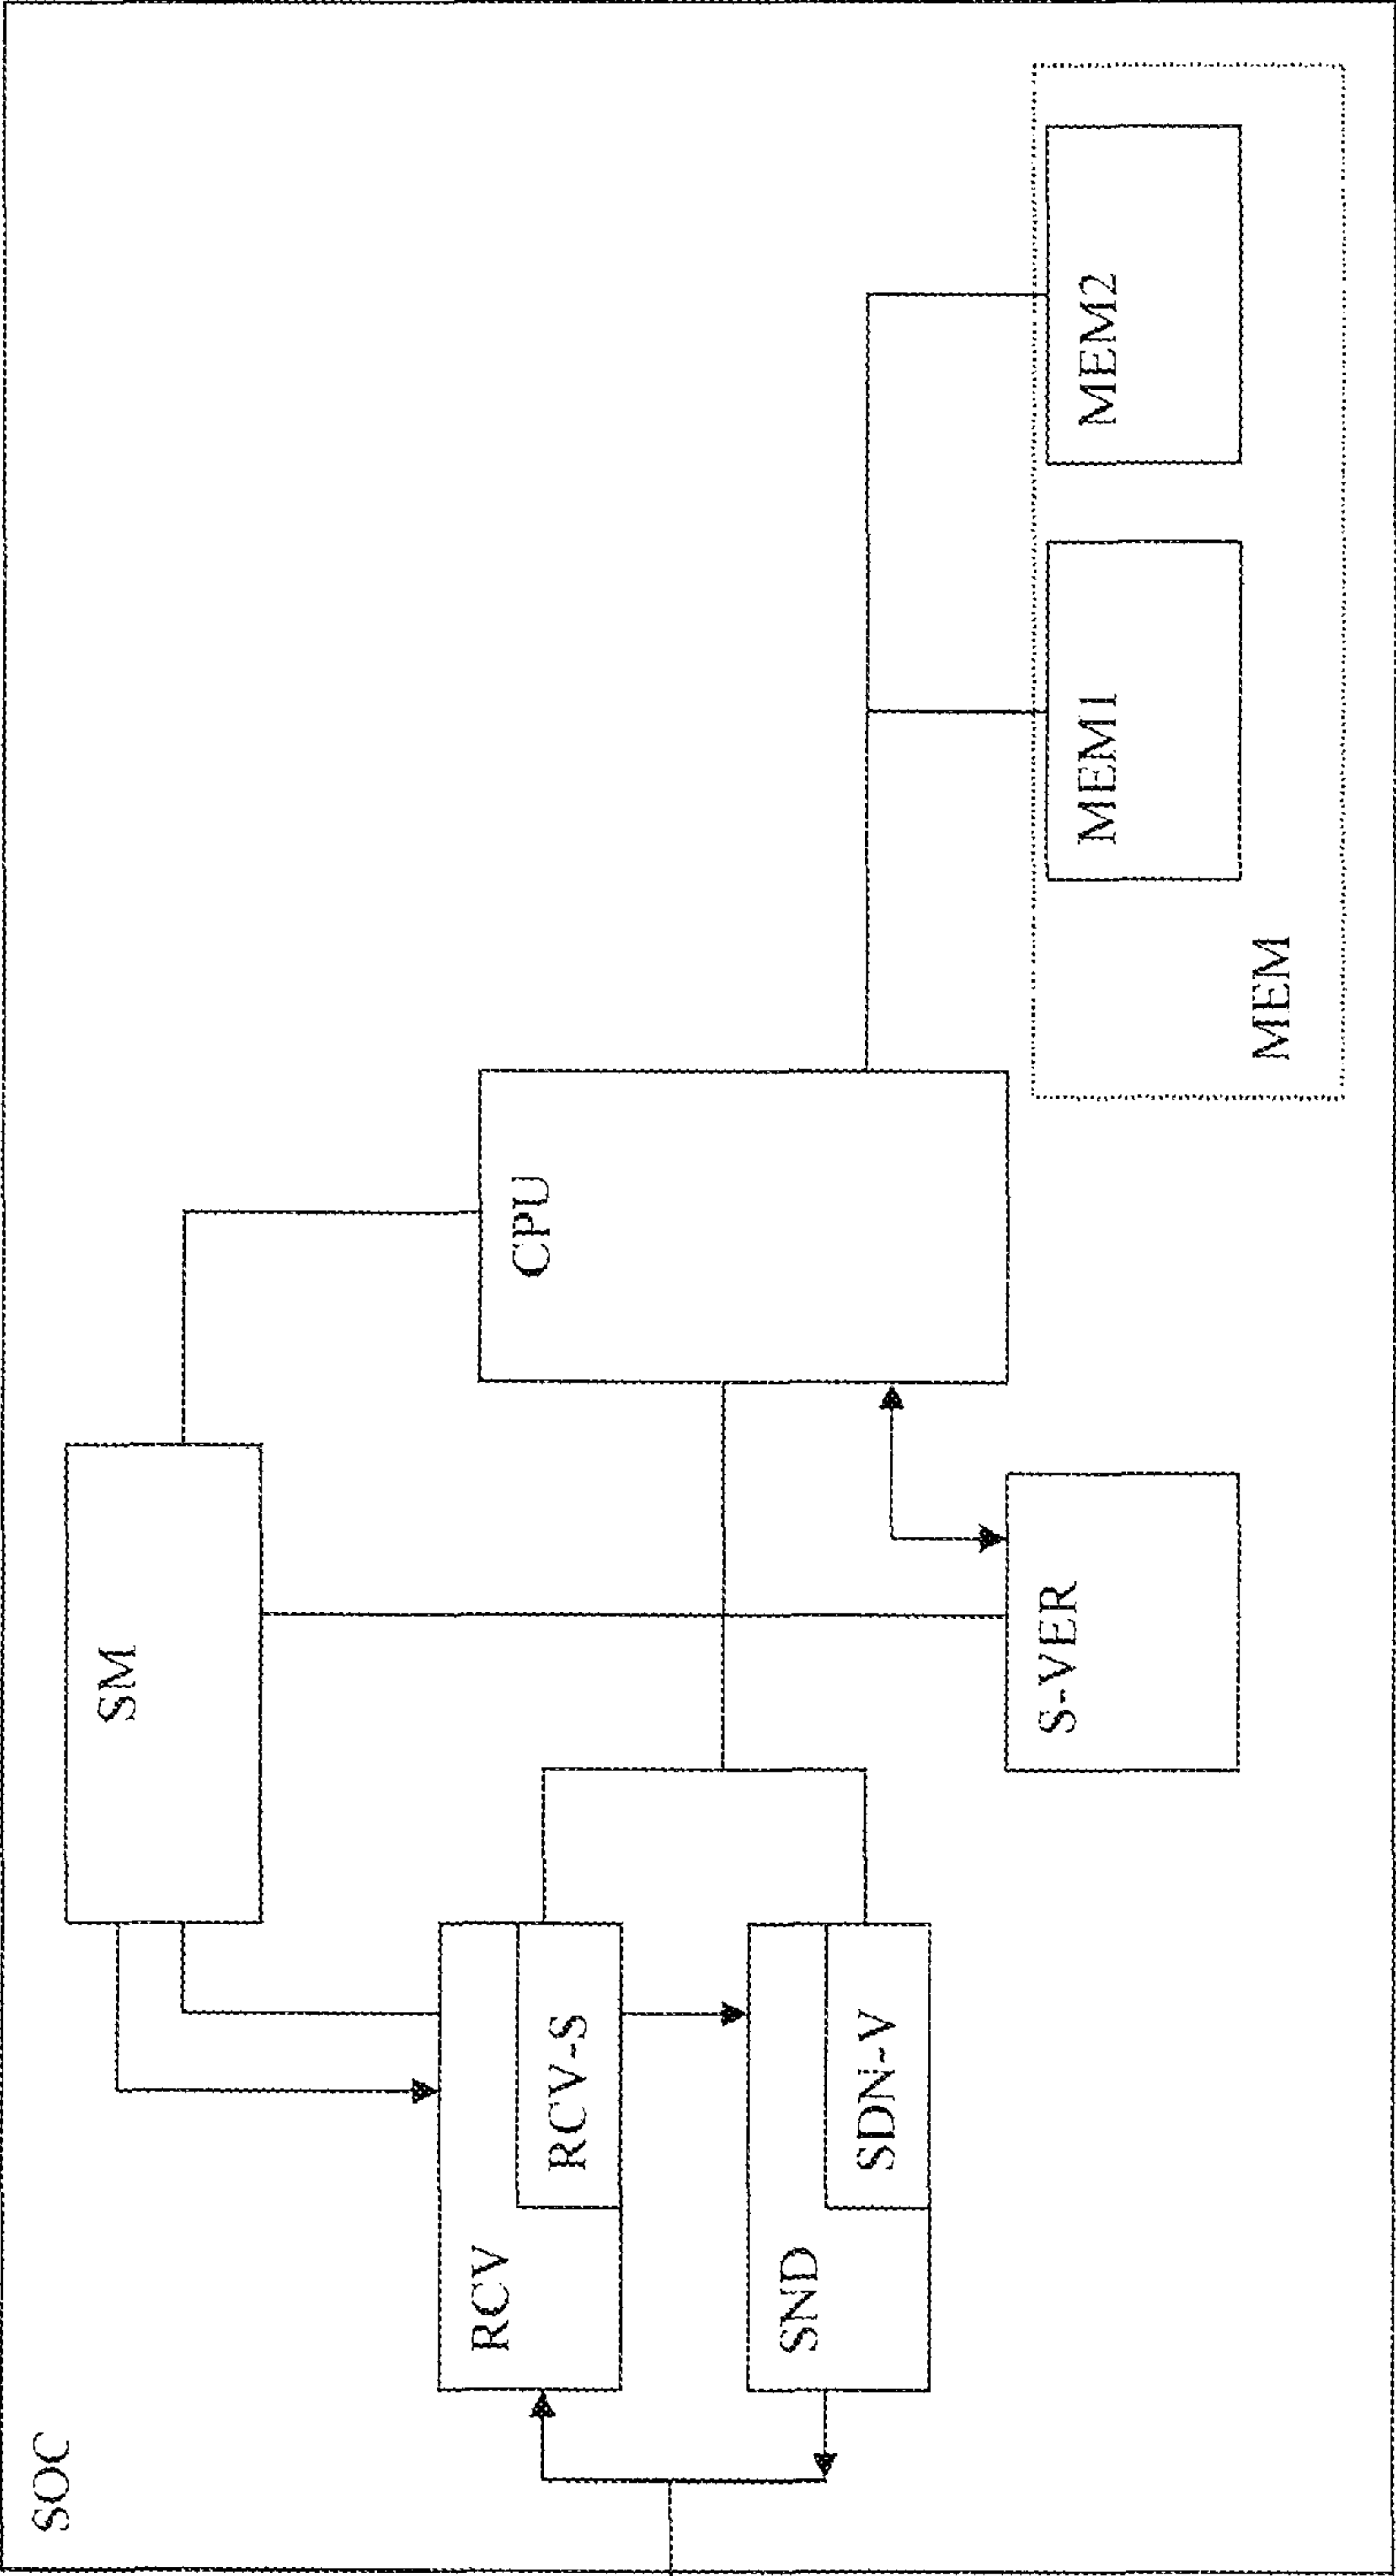 SOC
SM
RCV
RCV-S
CPU
SND
SDN-V
S-VER
MEM1
MEM2
MEM